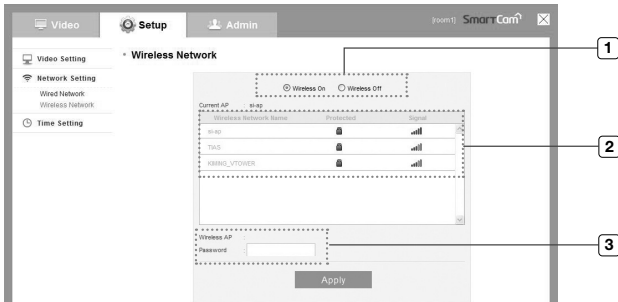 Video Setup Admin [room1] SmartCam
Video Setting
Network Setting
Wired Network
Wireless Network
Time Setting
• Wireless Network
Wireless On Wireless Off
Current AP : si-ap
Wireless Network Name Protected Signal
si-ap
TIAS
Wireless AP :
Password :
Apply
1
2
3